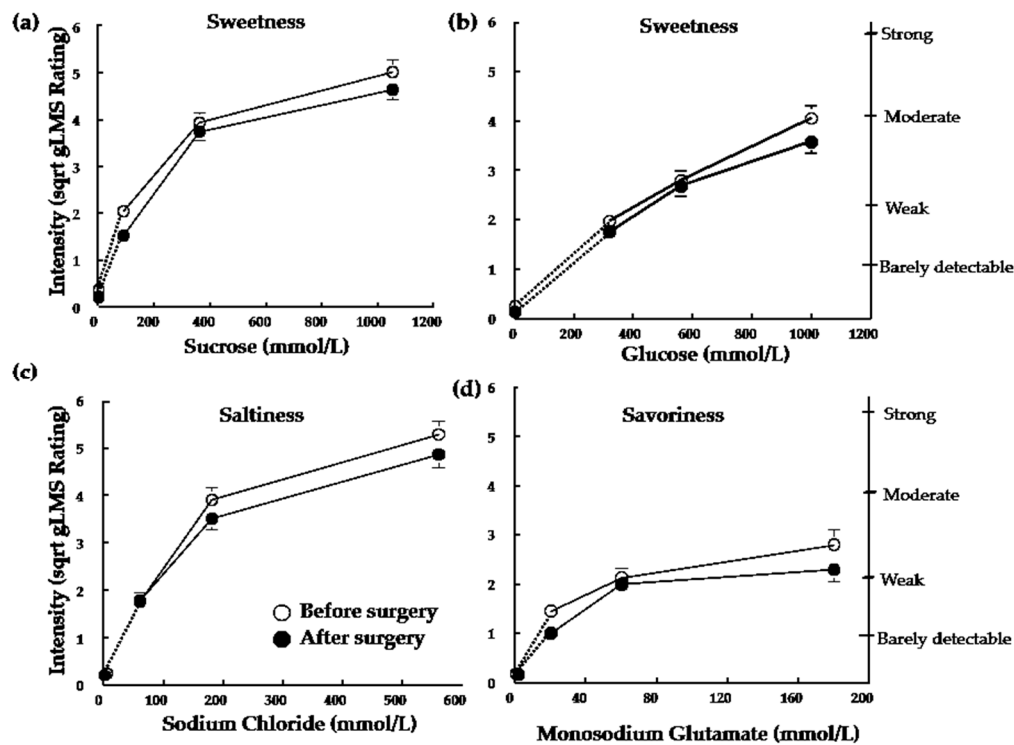 (a)
Sweetness
Intensity (sqrt gLMS Rating)
6
5
4
3
2
1
0
0 200 400 600 800 1000 1200
Sucrose (mmol/L)
(b)
Sweetness
6
5
4
3
2
1
0
0 200 400 600 800 1000 1200
Glucose (mmol/L)
Strong
Moderate
Weak
Barely detectable
(c)
Saltiness
Intensity (sqrt gLMS Rating)
6
5
4
3
2
1
0
Before surgery
After surgery
0 100 200 300 400 500 600
Sodium Chloride (mmol/L)
(d)
Savoriness
6
5
4
3
2
1
0
0 40 80 120 160 200
Monosodium Glutamate (mmol/L)
Strong
Moderate
Weak
Barely detectable